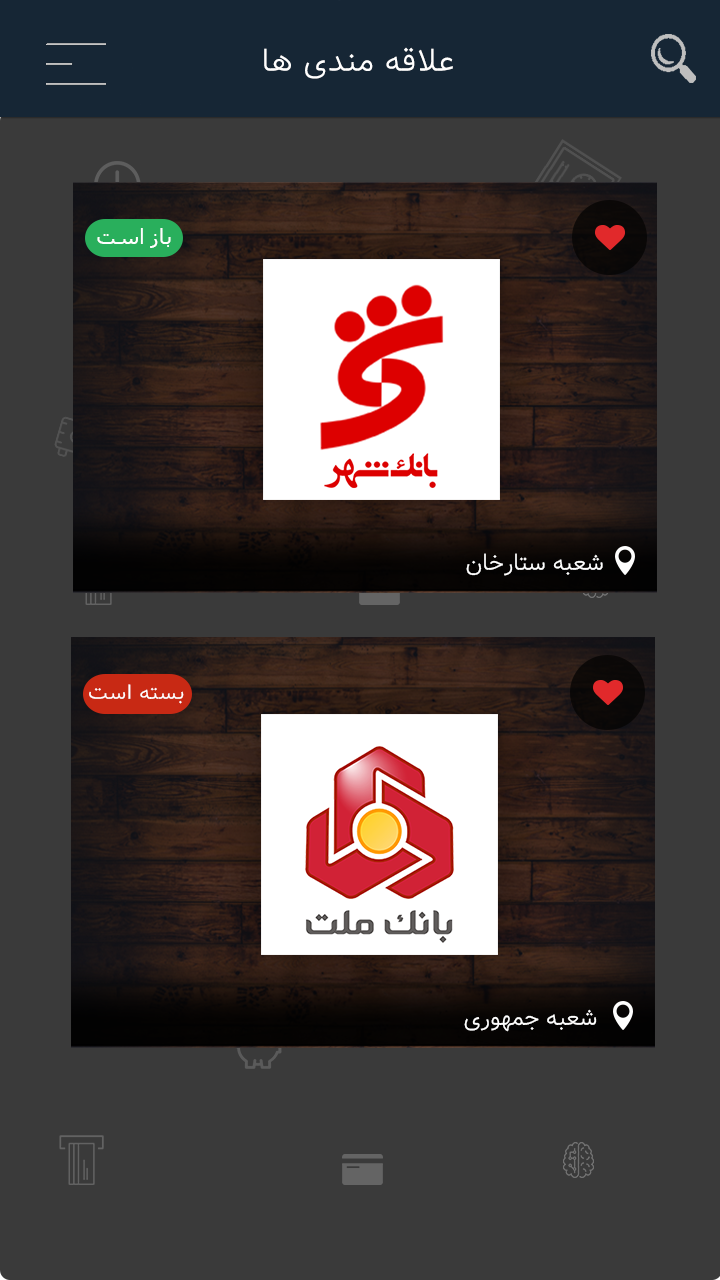 علاقه مندی ها
باز است
بانک شهر
شعبه ستارخان
بسته است
بانک ملت
شعبه جمهوری